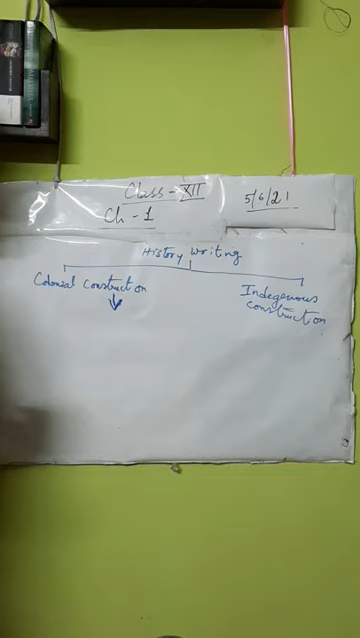 Class - XII
5/6/21
Ch - 1
History Writing
Colonial Construction
Indegenous
Construction